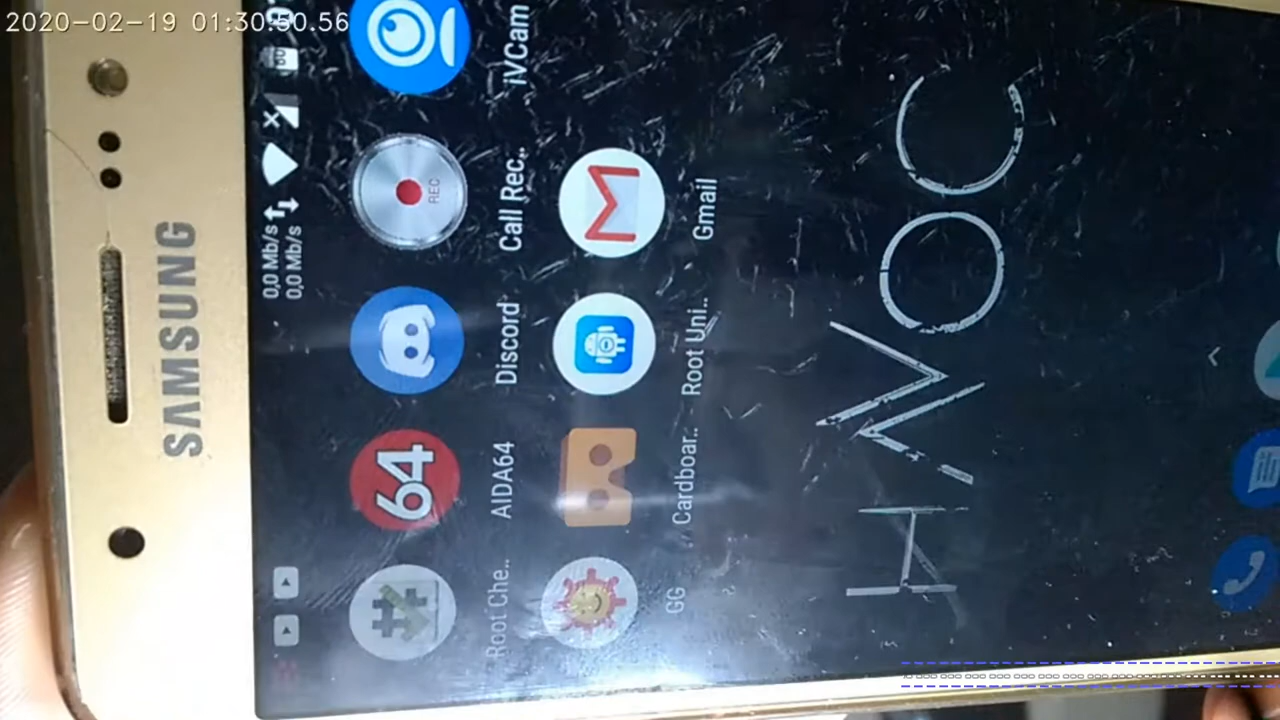 2020-02-19 01:30:50.56
SAMSUNG
0,0 Mb/s
0,0 Mb/s
Root Che..
64
AIDA64
Discord
REC
Call Rec..
iVCam
GG
Cardboar..
Root Uni..
Gmail
HAVOC